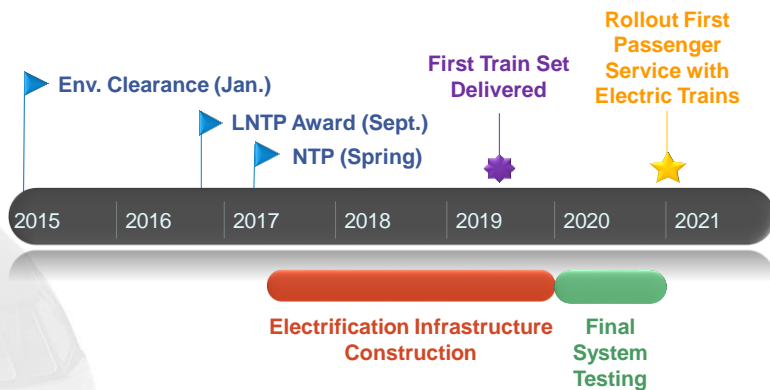 Rollout First
Passenger
Service with
Electric Trains
First Train Set
Delivered
Env. Clearance (Jan.)
LNTP Award (Sept.)
NTP (Spring)
2015 2016 2017 2018 2019 2020 2021
Electrification Infrastructure
Construction
Final
System
Testing